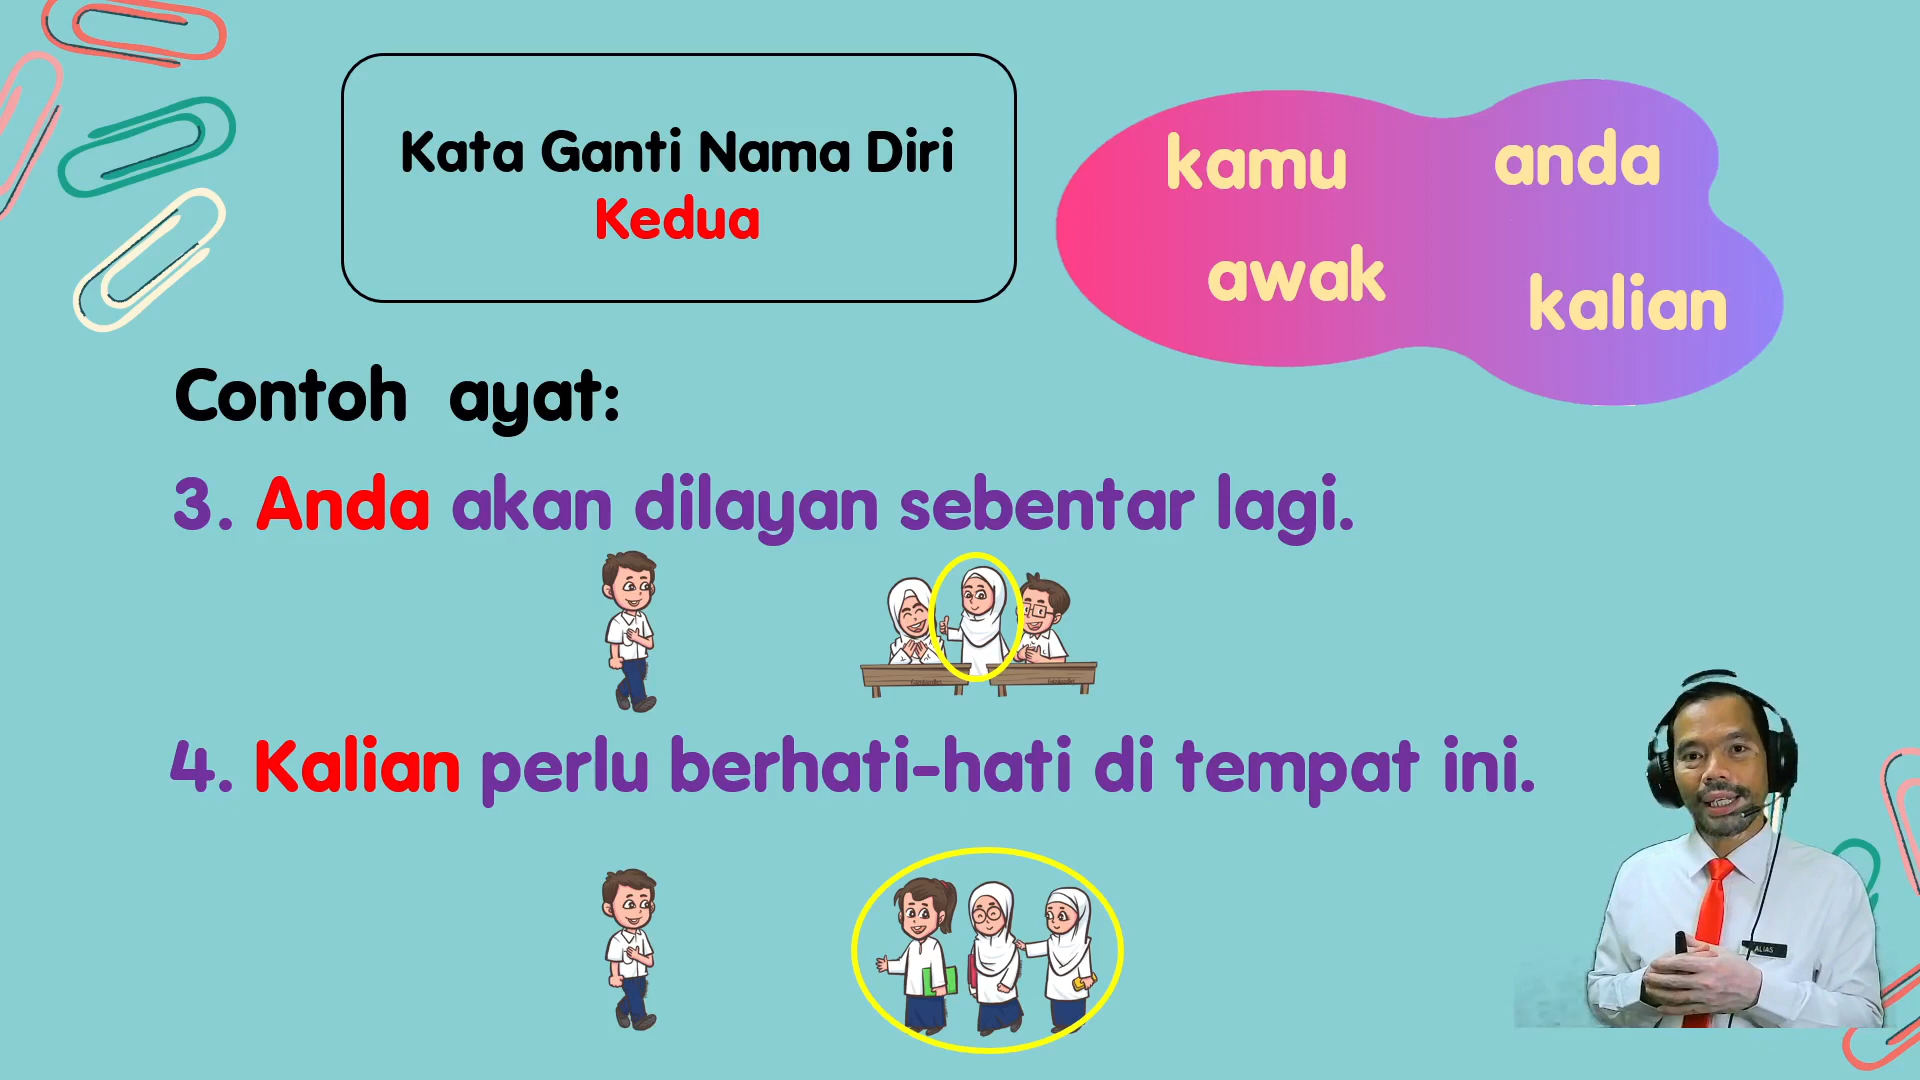 Kata Ganti Nama Diri
Kedua
kamu
anda
awak
kalian
Contoh ayat:
3. Anda akan dilayan sebentar lagi.
4. Kalian perlu berhati-hati di tempat ini.
ALIAS